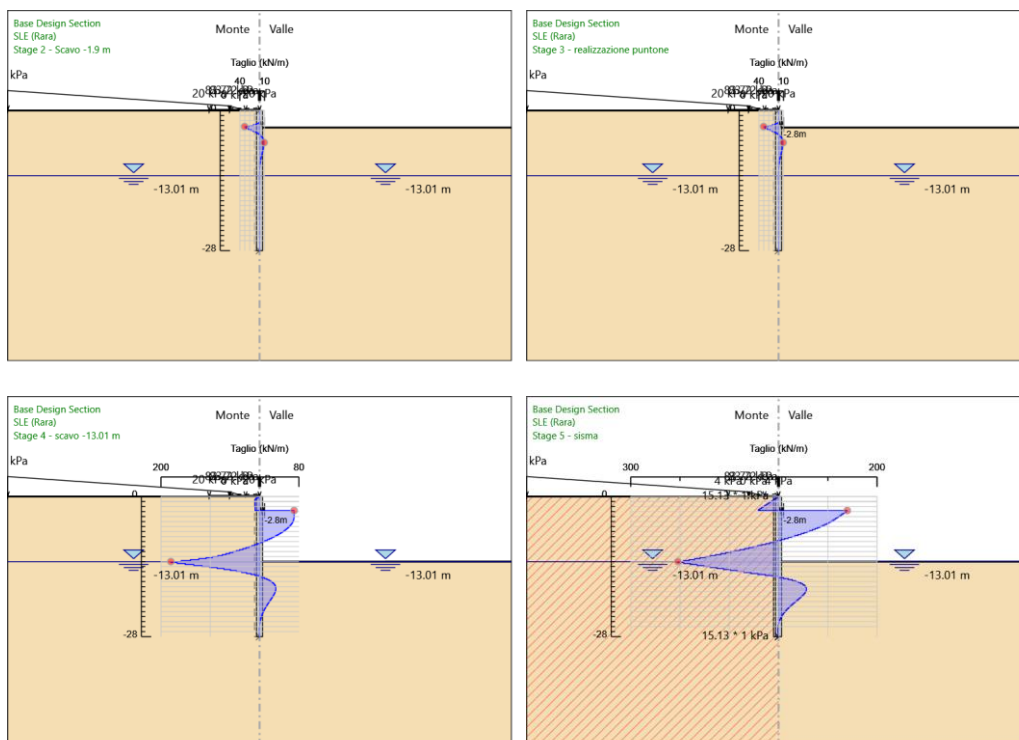 Base Design Section
SLE (Rara)
Stage 2 - Scavo -1.9 m
Monte
Valle
Taglio (kN/m)
kPa
40
10
-13.01 m
-13.01 m
-28
Base Design Section
SLE (Rara)
Stage 3 - realizzazione puntone
Monte
Valle
Taglio (kN/m)
kPa
40
10
-2.8m
-13.01 m
-13.01 m
-28
Base Design Section
SLE (Rara)
Stage 4 - scavo -13.01 m
Monte
Valle
Taglio (kN/m)
kPa
200
80
0
-2.8m
-13.01 m
-13.01 m
-28
Base Design Section
SLE (Rara)
Stage 5 - sisma
Monte
Valle
Taglio (kN/m)
kPa
300
200
0
15.13 * 1 kPa
-2.8m
-13.01 m
-13.01 m
-28
15.13 * 1 kPa